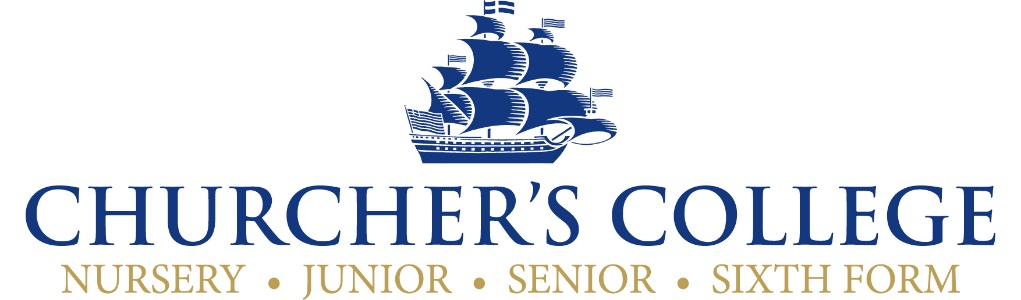 CHURCHER'S COLLEGE
NURSERY • JUNIOR • SENIOR • SIXTH FORM